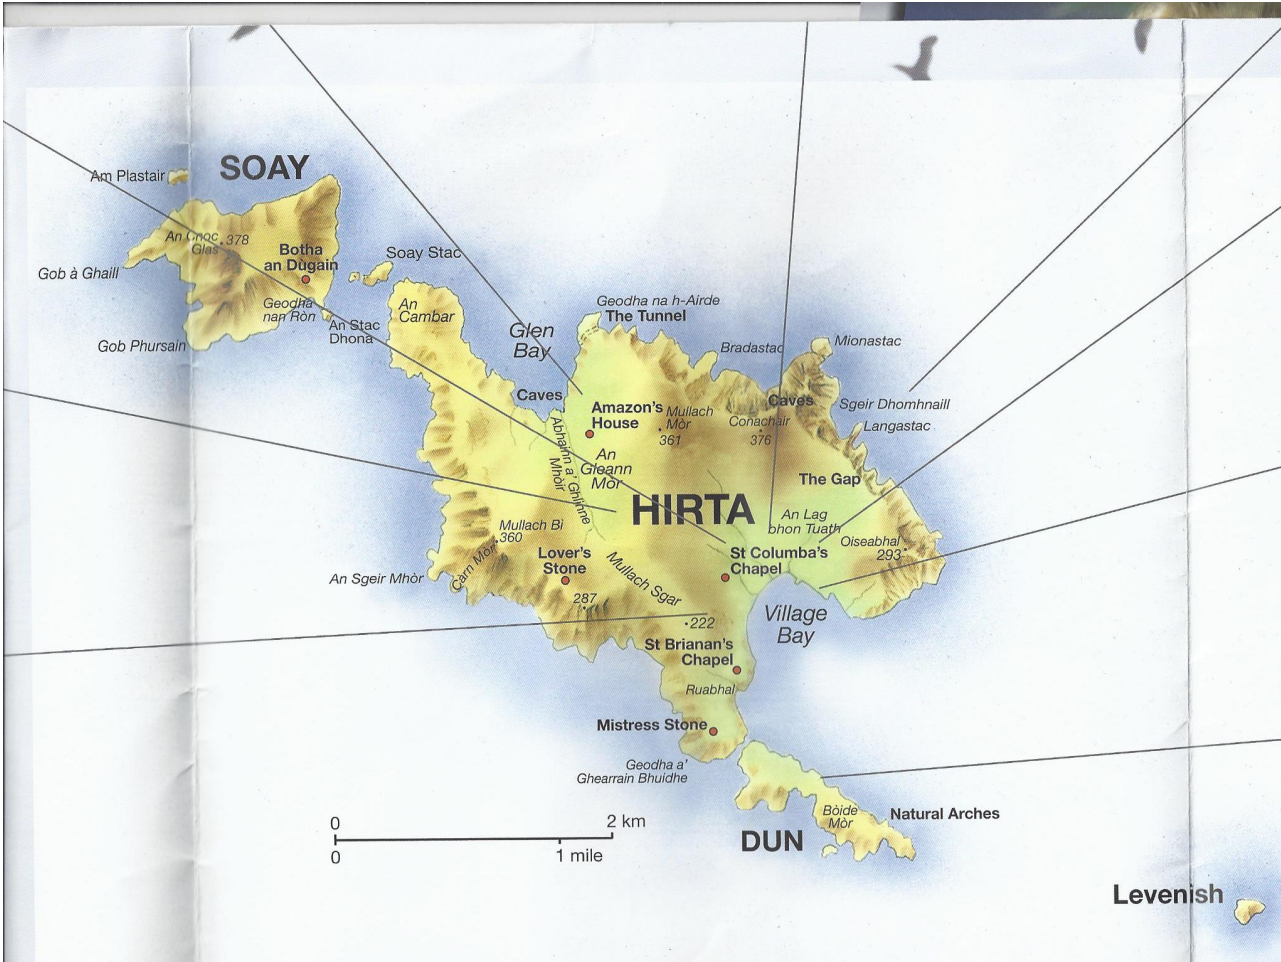 SOAY
Am Plastair
An Cnoc
Glas
378
Botha
an Dùgain
Soay Stac
Gob à Ghaill
Geodha
nan Ròn
An Stac
Dhona
Gob Phursain
An
Cambar
Glen
Bay
Geodha na h-Airde
The Tunnel
Bradastac
Mionastac
Caves
Amazon's
House
Mullach
Mòr
361
Conachair
376
Caves
Sgeir Dhomhnaill
Langastac
Abhainn a' Ghlinne
Mhòir
An
Gleann
Mòr
The Gap
HIRTA
An Lag
bhon Tuath
Oiseabhal
293
Mullach Bi
360
Càrn Mòr
Lover's
Stone
St Columba's
Chapel
An Sgeir Mhòr
287
Mullach Sgar
222
Village
Bay
St Brianan's
Chapel
Ruabhal
Mistress Stone
Geodha a'
Ghearrain Bhuidhe
Bòide
Mòr
Natural Arches
DUN
0 2 km
0 1 mile
Levenish